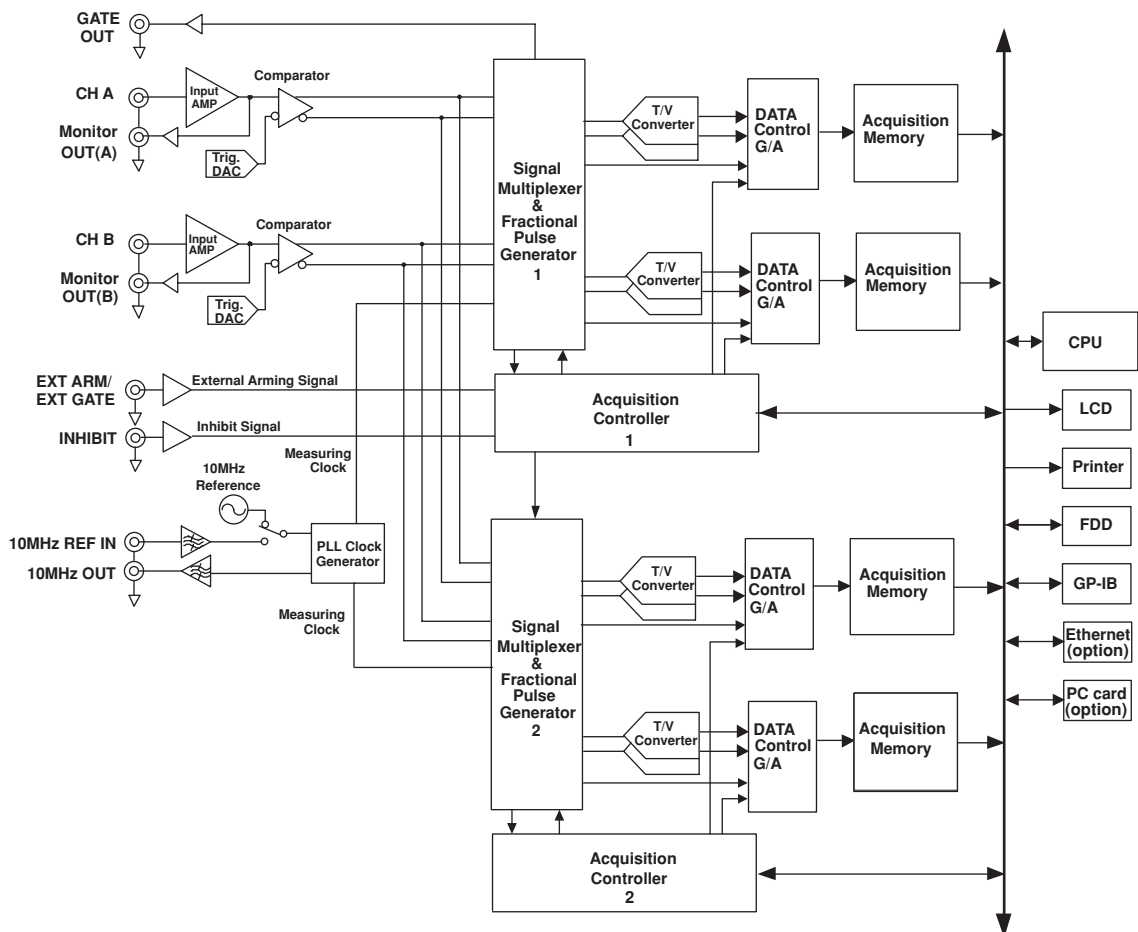 GATE
OUT
CH A
Input
AMP
Comparator
Monitor
OUT(A)
Trig.
DAC
CH B
Input
AMP
Comparator
Monitor
OUT(B)
Trig.
DAC
Signal
Multiplexer
&
Fractional
Pulse
Generator
1
T/V
Converter
DATA
Control
G/A
Acquisition
Memory
T/V
Converter
DATA
Control
G/A
Acquisition
Memory
EXT ARM/
EXT GATE
External Arming Signal
INHIBIT
Inhibit Signal
Acquisition
Controller
1
Measuring
Clock
10MHz
Reference
10MHz REF IN
10MHz OUT
PLL Clock
Generator
Measuring
Clock
Signal
Multiplexer
&
Fractional
Pulse
Generator
2
T/V
Converter
DATA
Control
G/A
Acquisition
Memory
T/V
Converter
DATA
Control
G/A
Acquisition
Memory
Acquisition
Controller
2
CPU
LCD
Printer
FDD
GP-IB
Ethernet
(option)
PC card
(option)